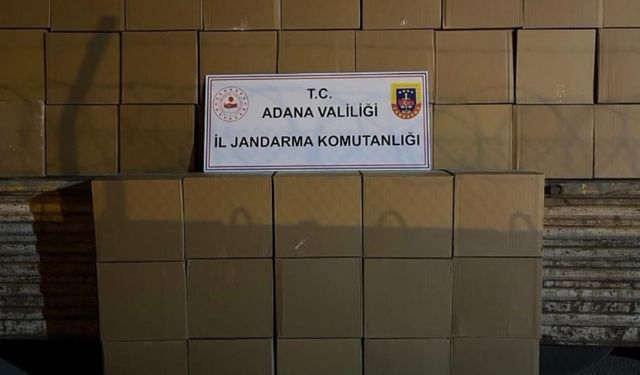 T.C.
ADANA VALİLİĞİ
İL JANDARMA KOMUTANLIĞI